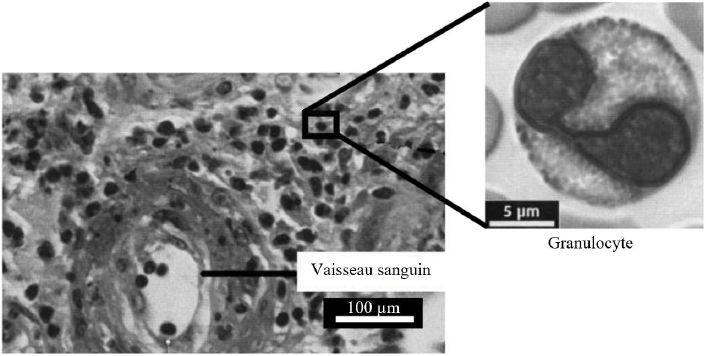 5 µm
Granulocyte
Vaisseau sanguin
100 µm